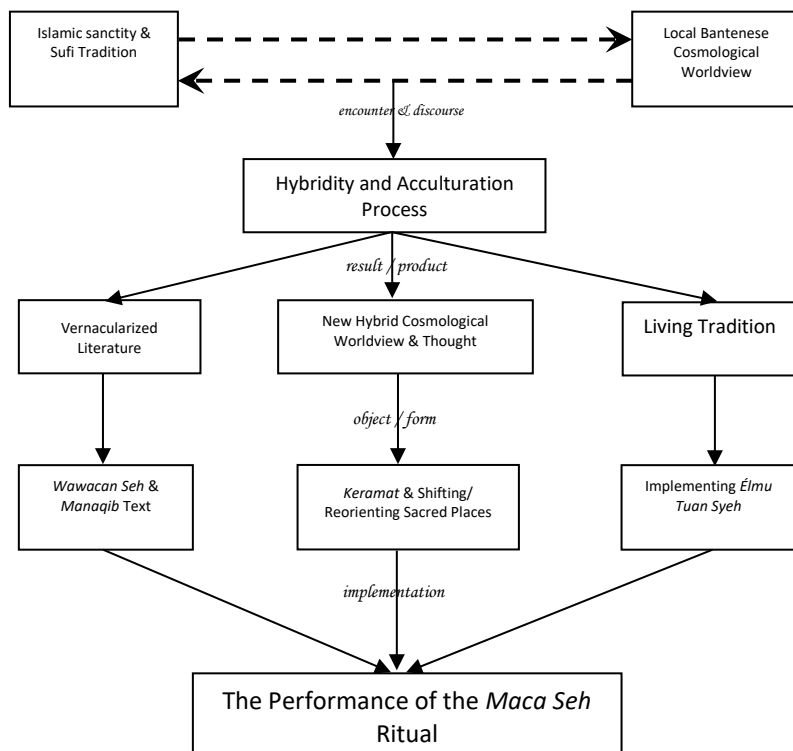 Islamic sanctity &
Sufi Tradition
Local Bantenese
Cosmological
Worldview
encounter & discourse
Hybridity and Acculturation
Process
result / product
Vernacularized
Literature
New Hybrid Cosmological
Worldview & Thought
Living Tradition
object / form
Wawacan Seh &
Manaqib Text
Keramat & Shifting/
Reorienting Sacred Places
Implementing Élmu
Tuan Syeh
implementation
The Performance of the Maca Seh
Ritual